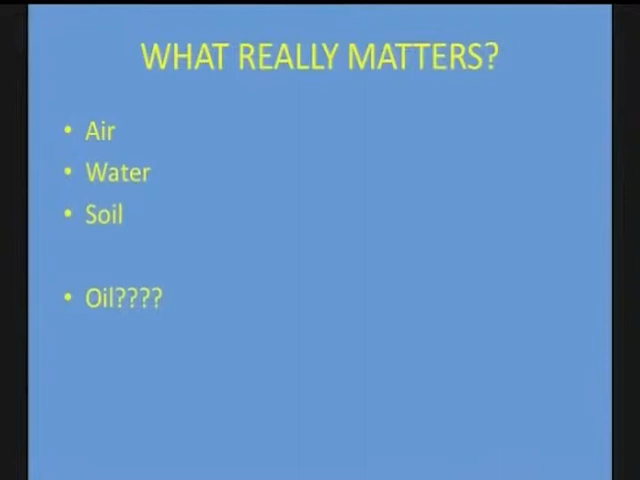 WHAT REALLY MATTERS?
• Air
• Water
• Soil
• Oil????